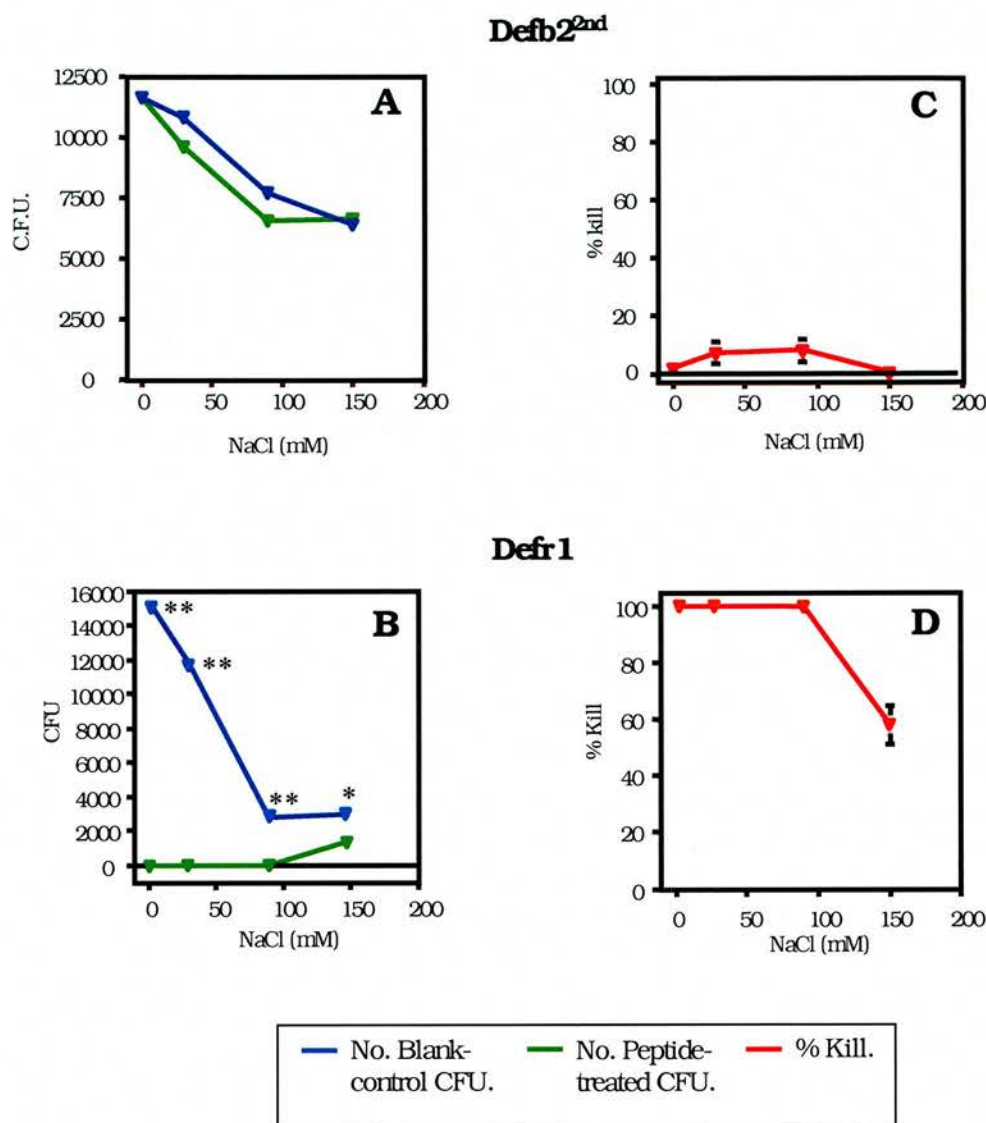 Defb2^2nd
12500
10000
7500
5000
2500
0
C.F.U.
A
0 50 100 150 200
NaCl (mM)
100
80
60
40
20
0
% kill
C
0 50 100 150 200
NaCl (mM)
Defr1
16000
14000
12000
10000
8000
6000
4000
2000
0
CFU
B
**
**
**
*
0 50 100 150 200
NaCl (mM)
100
80
60
40
20
0
% Kill
D
0 50 100 150 200
NaCl (mM)
No. Blank-
control CFU.
No. Peptide-
treated CFU.
% Kill.